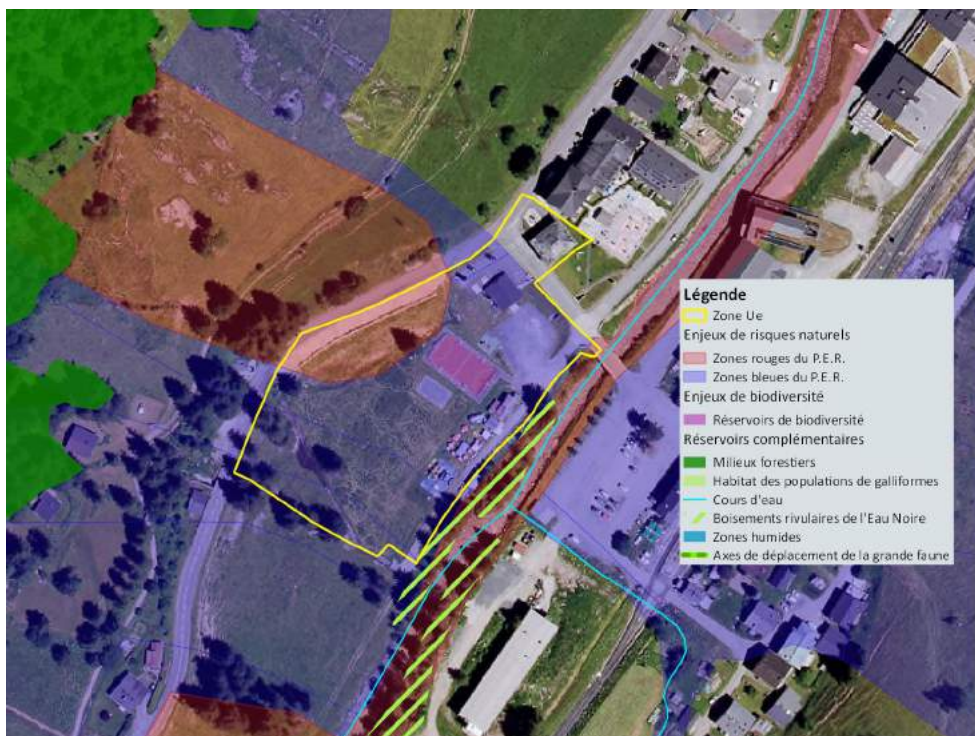 Légende
Zone Ue
Enjeux de risques naturels
Zones rouges du P.E.R.
Zones bleues du P.E.R.
Enjeux de biodiversité
Réservoirs de biodiversité
Réservoirs complémentaires
Milieux forestiers
Habitat des populations de galliformes
Cours d'eau
Boisements rivulaires de l'Eau Noire
Zones humides
Axes de déplacement de la grande faune